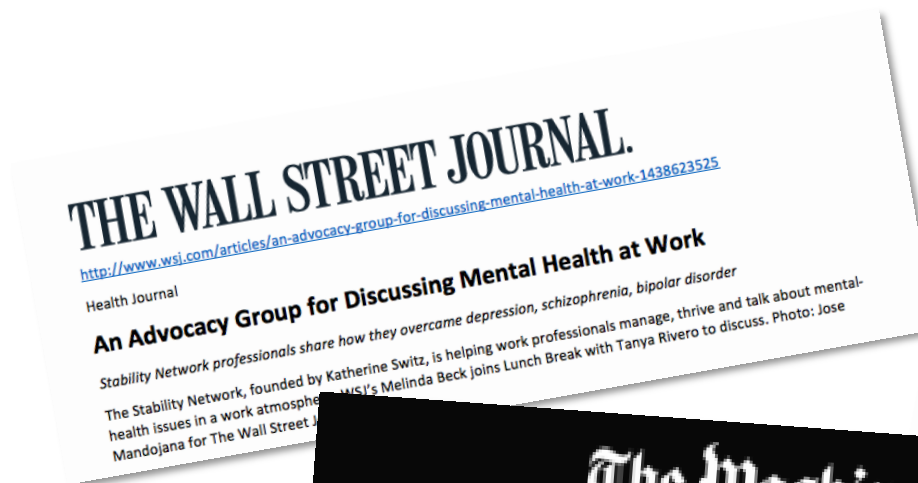 THE WALL STREET JOURNAL.
http://www.wsj.com/articles/an-advocacy-group-for-discussing-mental-health-at-work-1438623525
Health Journal
An Advocacy Group for Discussing Mental Health at Work
Stability Network professionals share how they overcame depression, schizophrenia, bipolar disorder
The Stability Network, founded by Katherine Switz, is helping work professionals manage, thrive and talk about mental-
health issues in a work atmosphe WSJ's Melinda Beck joins Lunch Break with Tanya Rivero to discuss. Photo: Jose
Mandojana for The Wall Street J
The